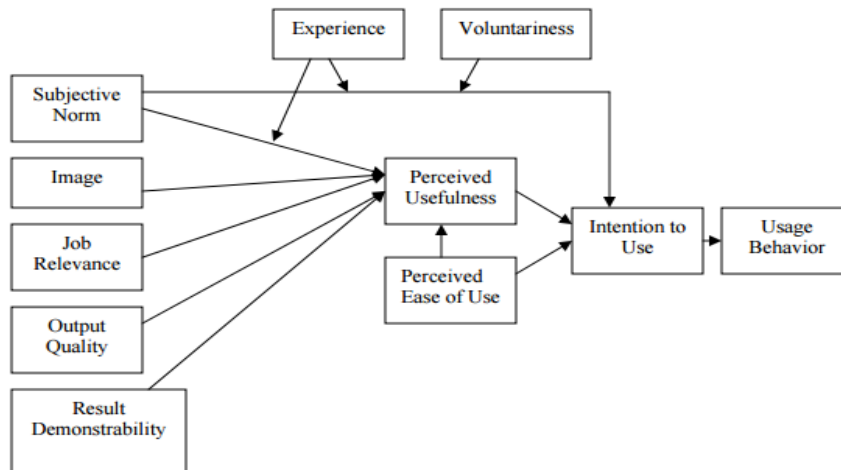 Experience
Voluntariness
Subjective
Norm
Image
Job
Relevance
Output
Quality
Result
Demonstrability
Perceived
Usefulness
Perceived
Ease of Use
Intention to
Use
Usage
Behavior